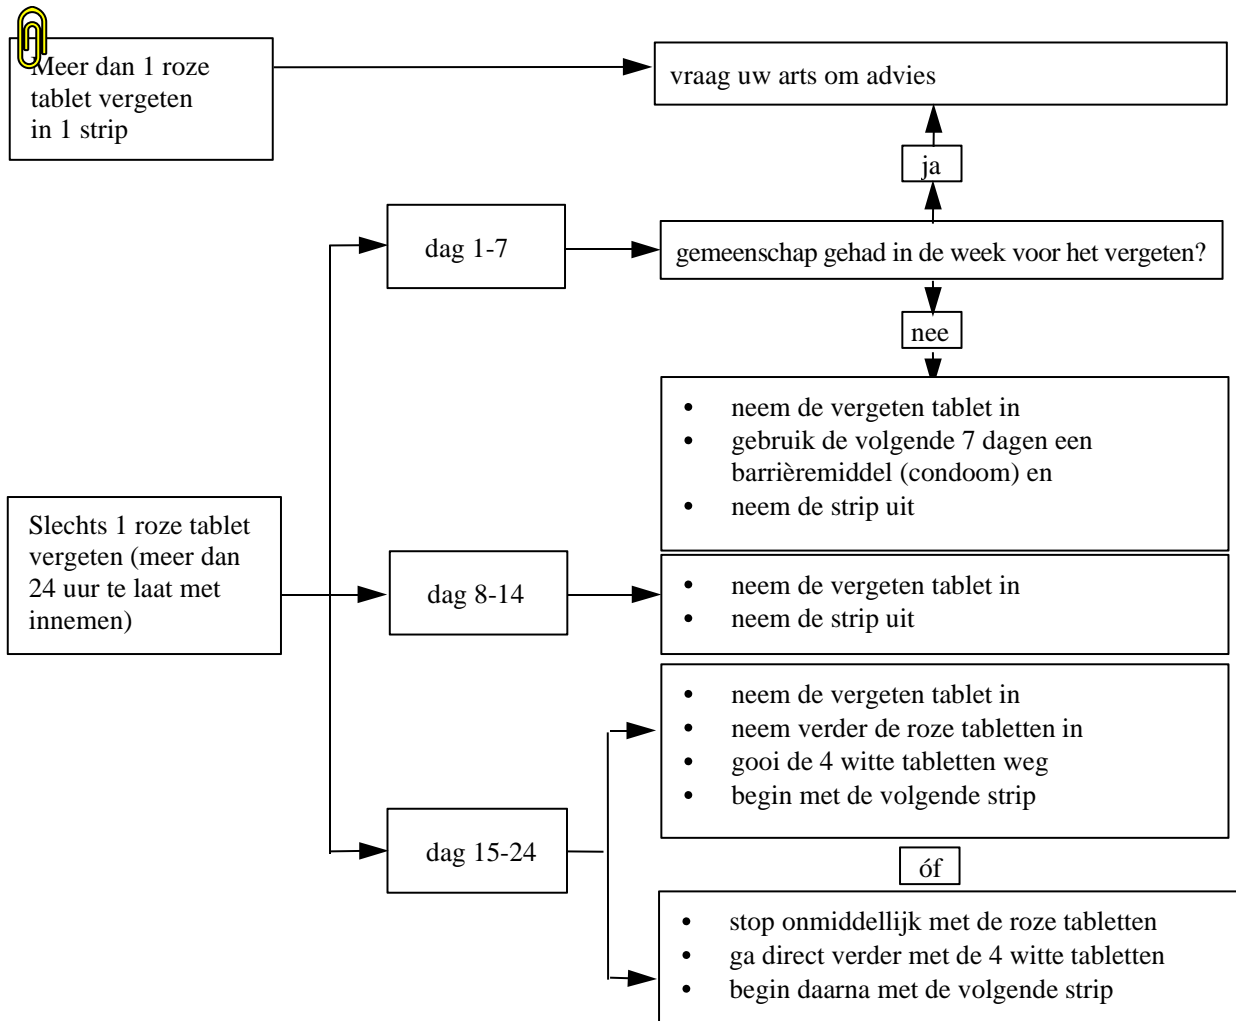 Meer dan 1 roze
tablet vergeten
in 1 strip
vraag uw arts om advies
ja
dag 1-7
gemeenschap gehad in de week voor het vergeten?
nee
• neem de vergeten tablet in
• gebruik de volgende 7 dagen een
barrièremiddel (condoom) en
• neem de strip uit
Slechts 1 roze tablet
vergeten (meer dan
24 uur te laat met
innemen)
dag 8-14
• neem de vergeten tablet in
• neem de strip uit
dag 15-24
• neem de vergeten tablet in
• neem verder de roze tabletten in
• gooi de 4 witte tabletten weg
• begin met de volgende strip
óf
• stop onmiddellijk met de roze tabletten
• ga direct verder met de 4 witte tabletten
• begin daarna met de volgende strip